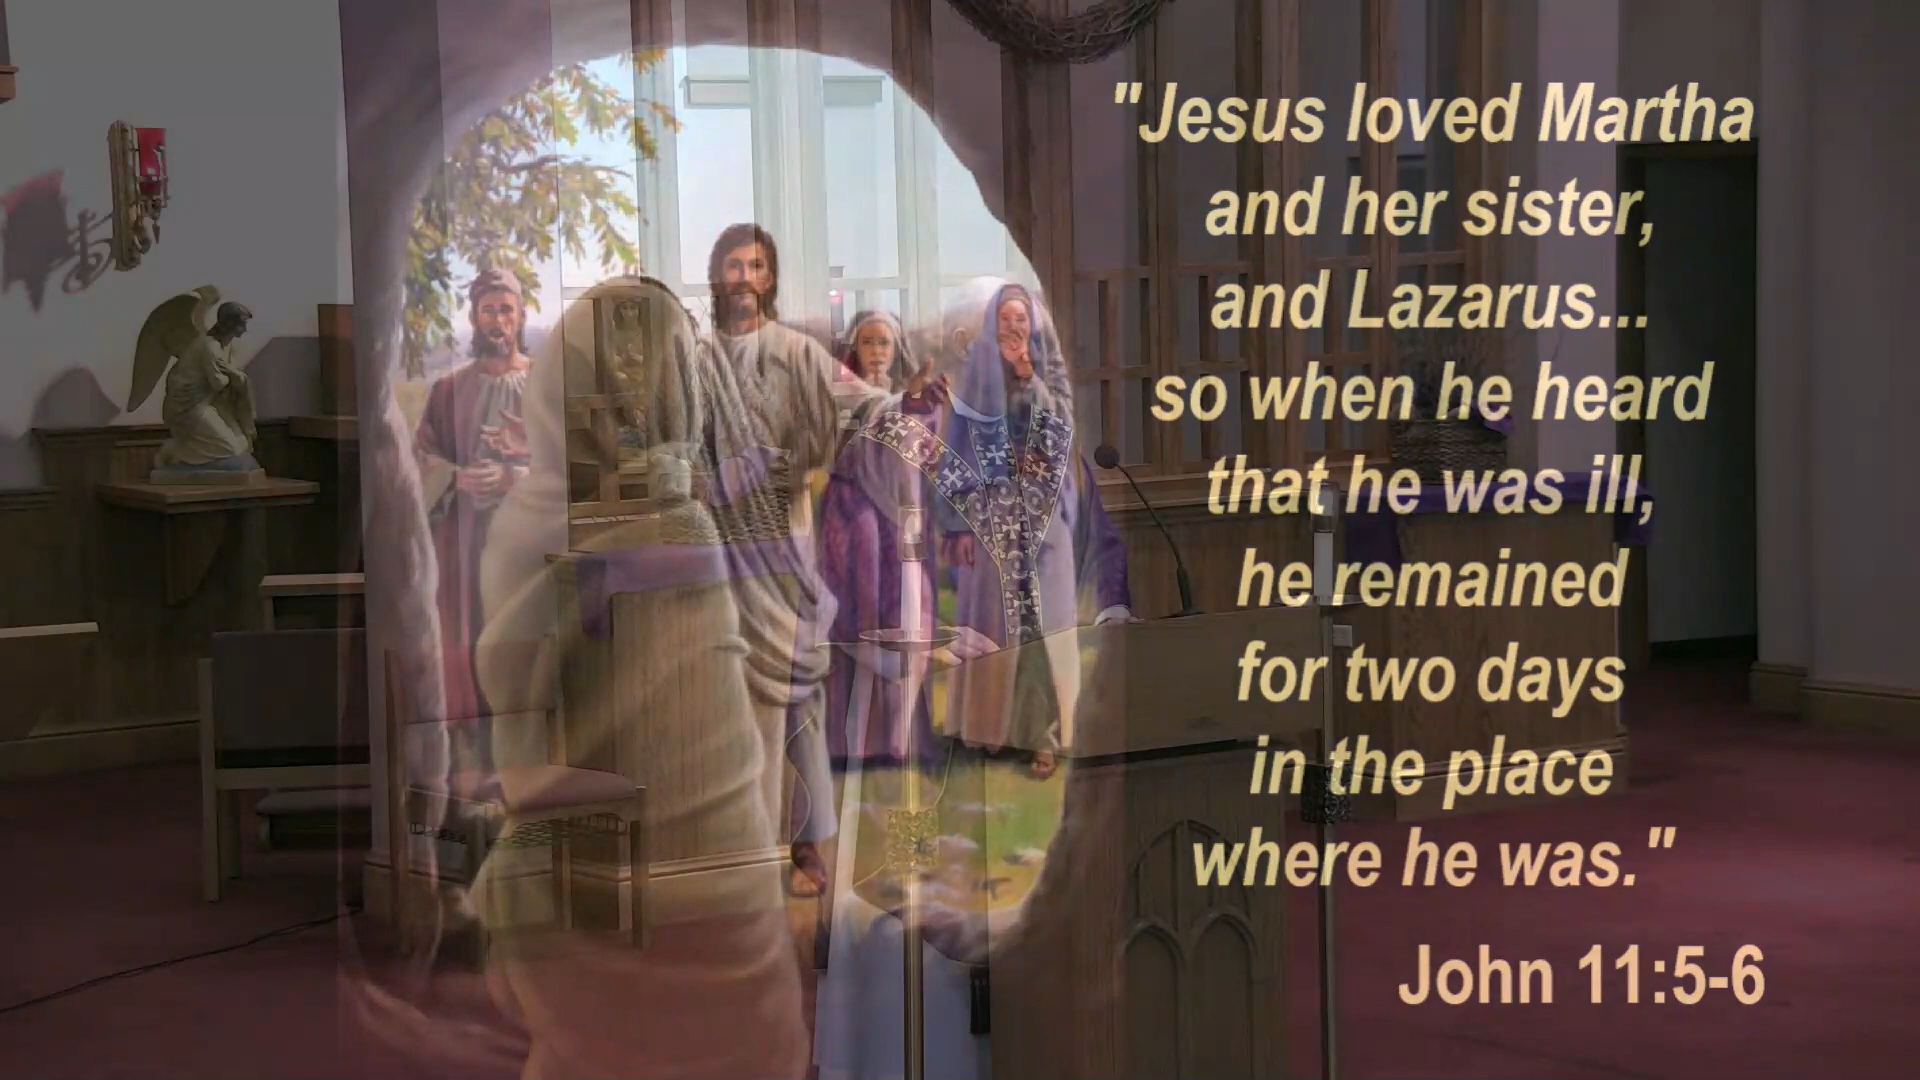 "Jesus loved Martha
and her sister,
and Lazarus...
so when he heard
that he was ill,
he remained
for two days
in the place
where he was."
John 11:5-6